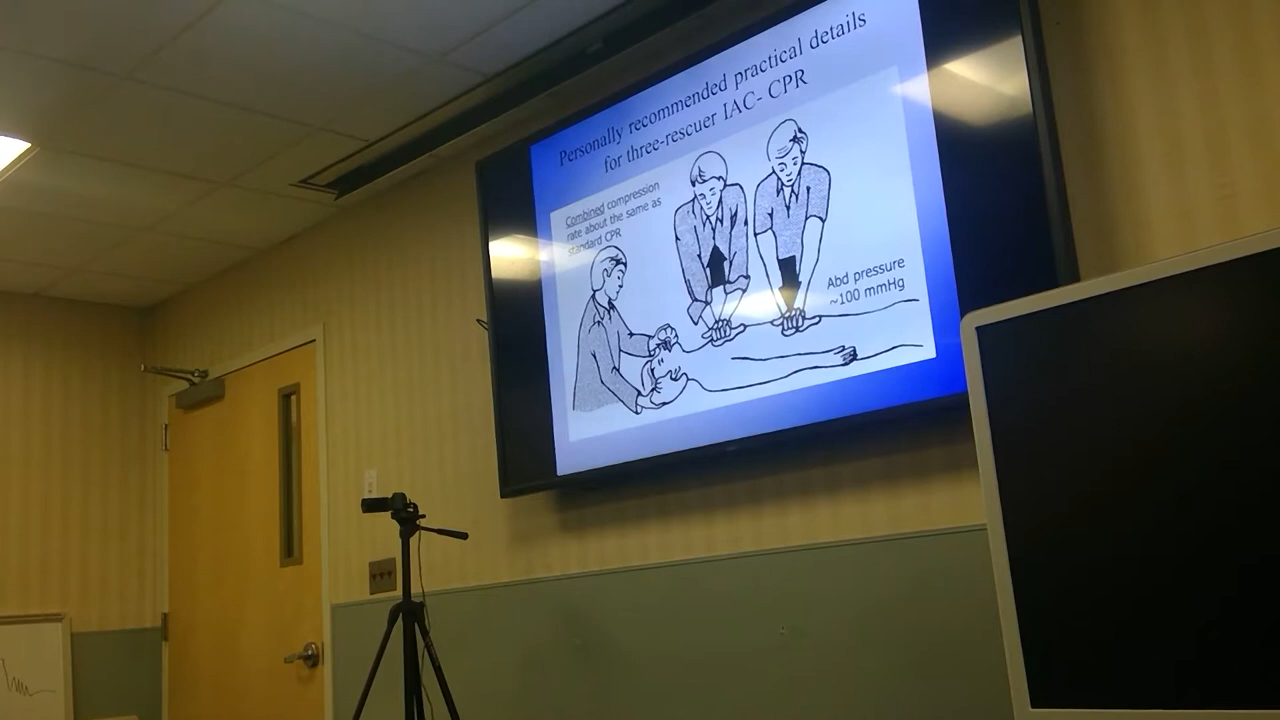 Personally recommended practical details
for three-rescuer IAC- CPR
Combined compression
rate about the same as
standard CPR
Abd pressure
~100 mmHg